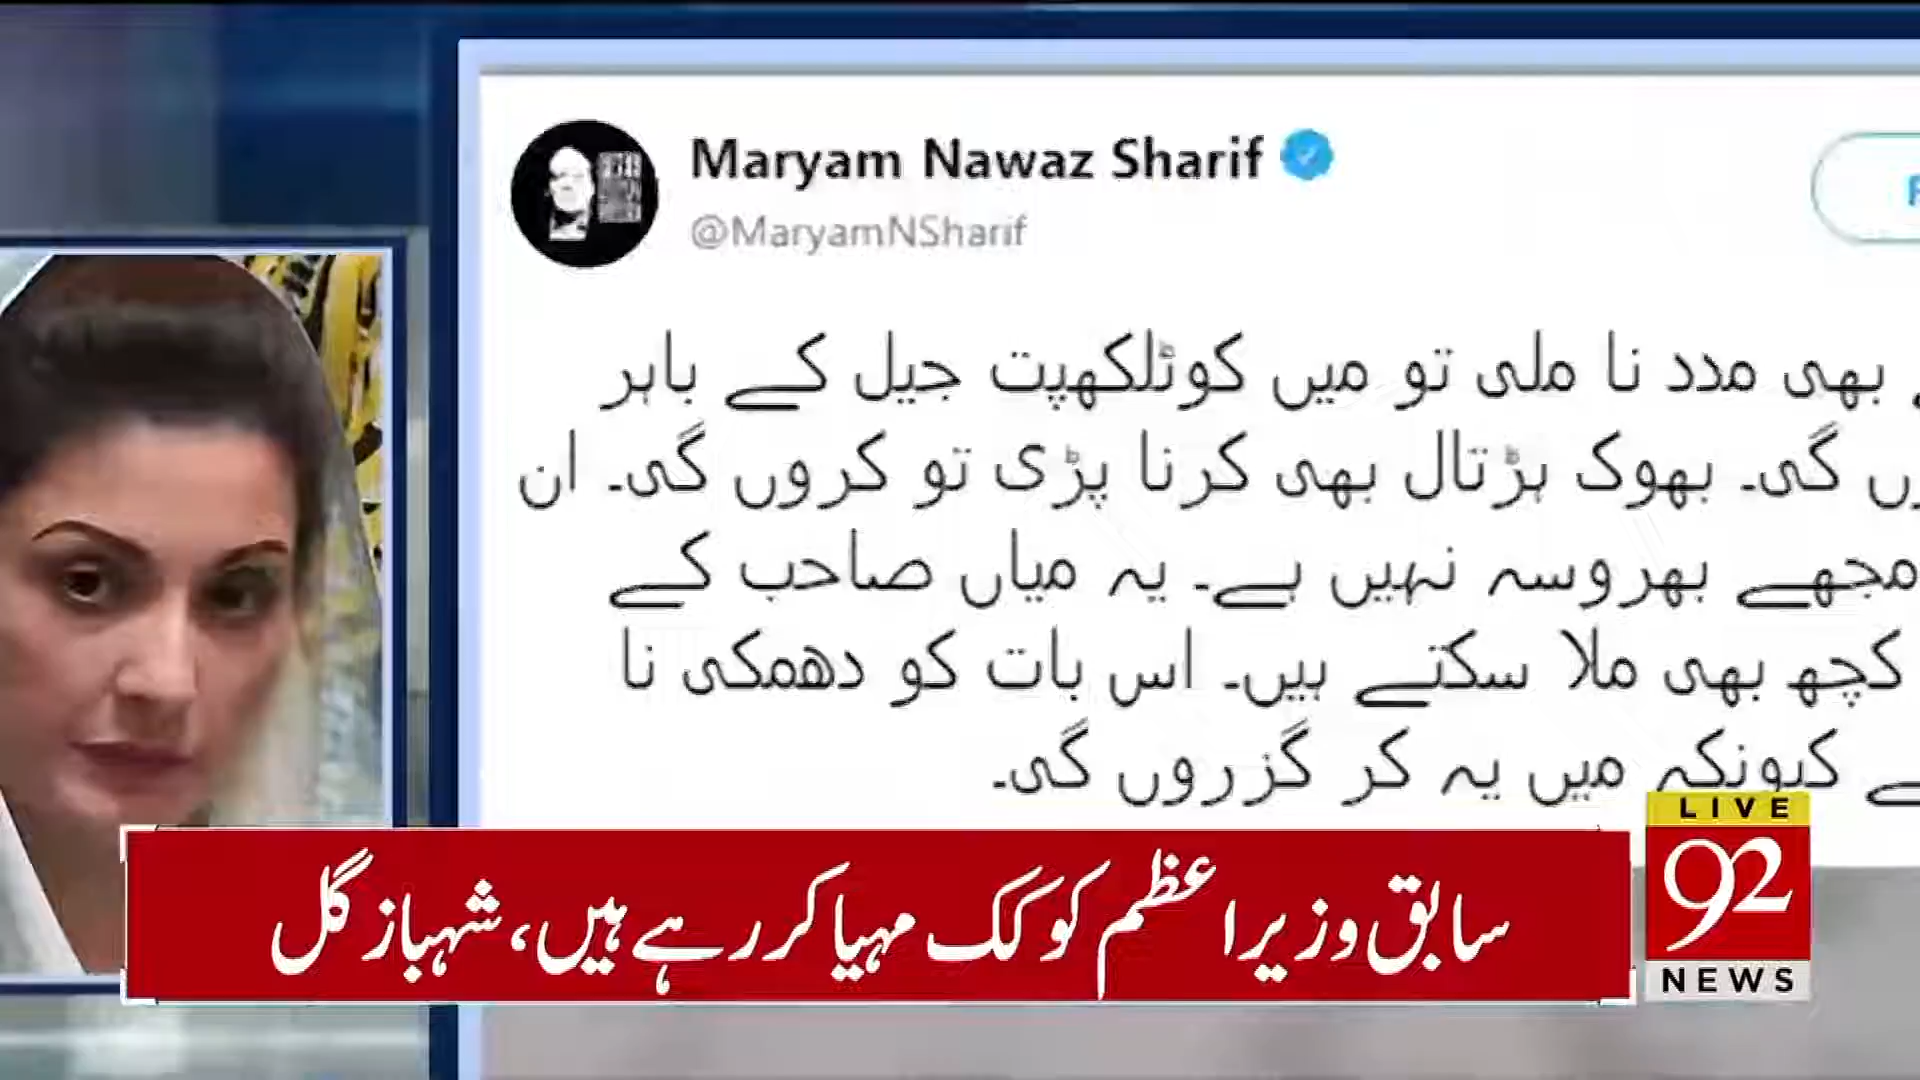 Maryam Nawaz Sharif
@MaryamNSharif
بھی مدد نا ملی تو میں کوٹلکھپت جیل کے باہر
گی۔ بھوک ہڑتال بھی کرنا پڑی تو کروں گی۔ ان
مجھے بھروسہ نہیں ہے۔ یہ میاں صاحب کے
کچھ بھی ملا سکتے ہیں۔ اس بات کو دھمکی نا
کیونکہ میں یہ کر گزروں گی۔
LIVE
92
NEWS
سابق وزیراعظم کو کک مہیا کر رہے ہیں، شہباز گل